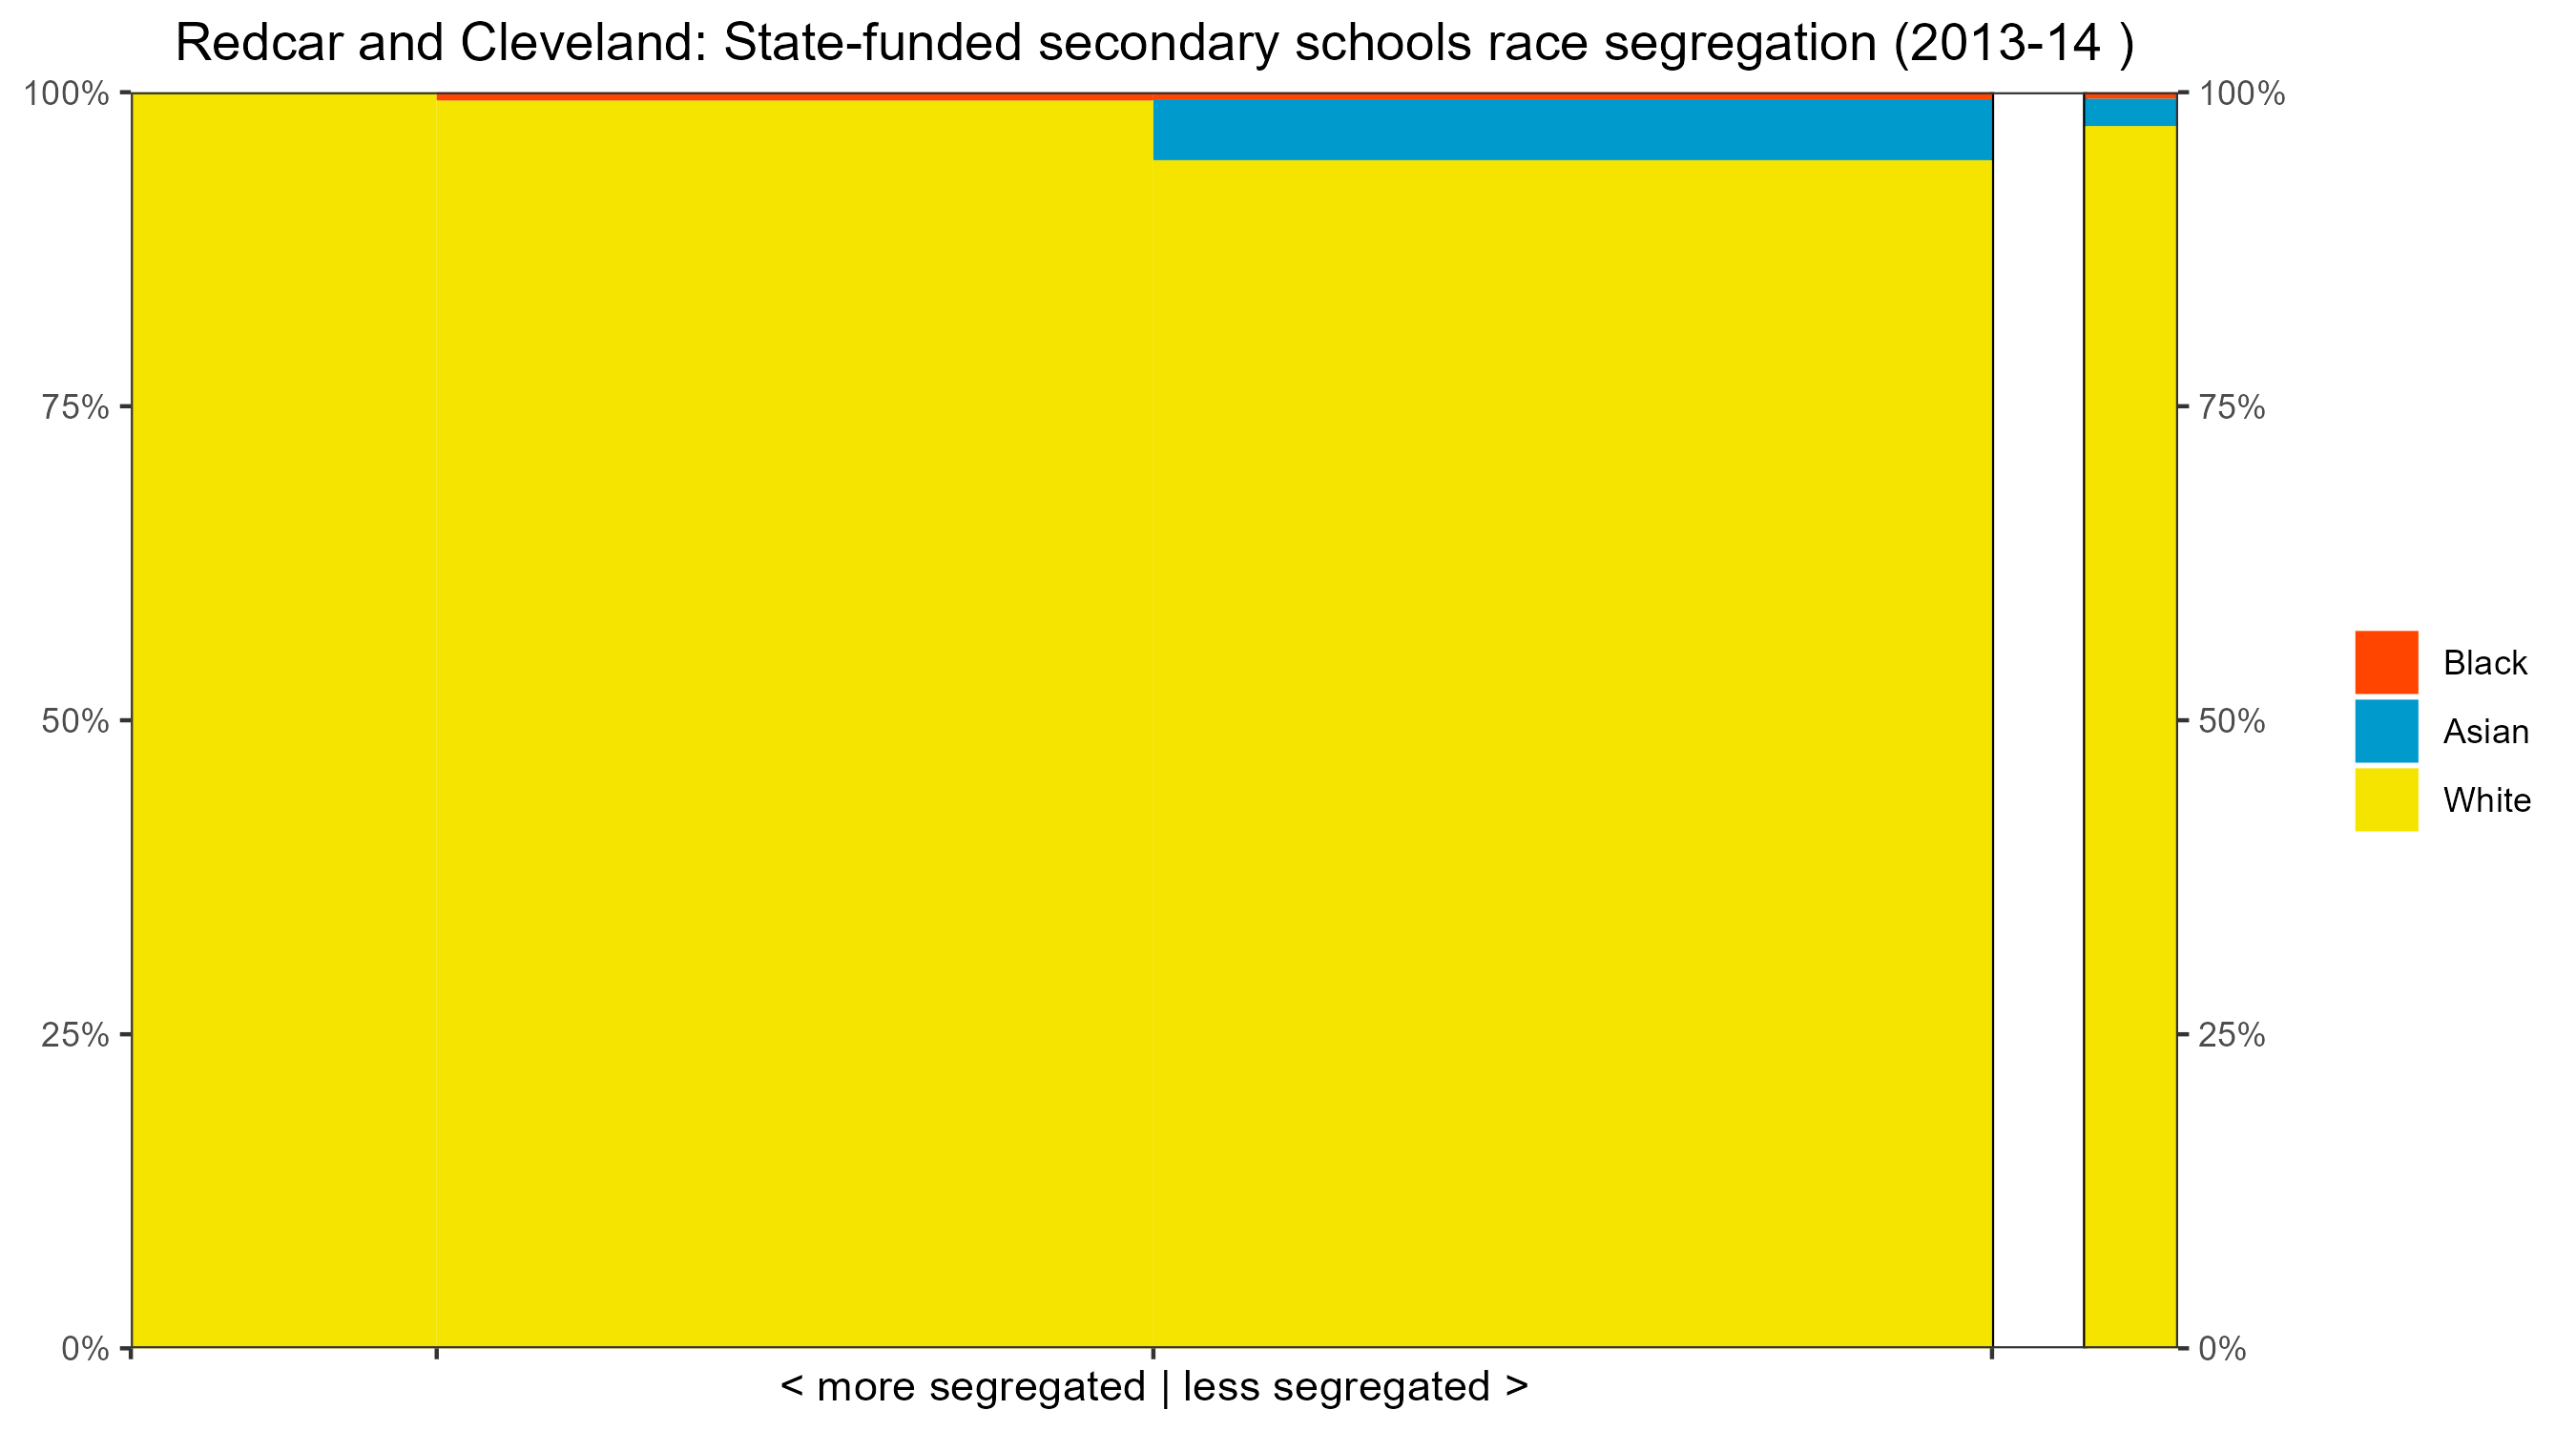 Redcar and Cleveland: State-funded secondary schools race segregation (2013-14 )
100%
75%
50%
25%
0%
100%
75%
50%
25%
0%
Black
Asian
White
< more segregated | less segregated >